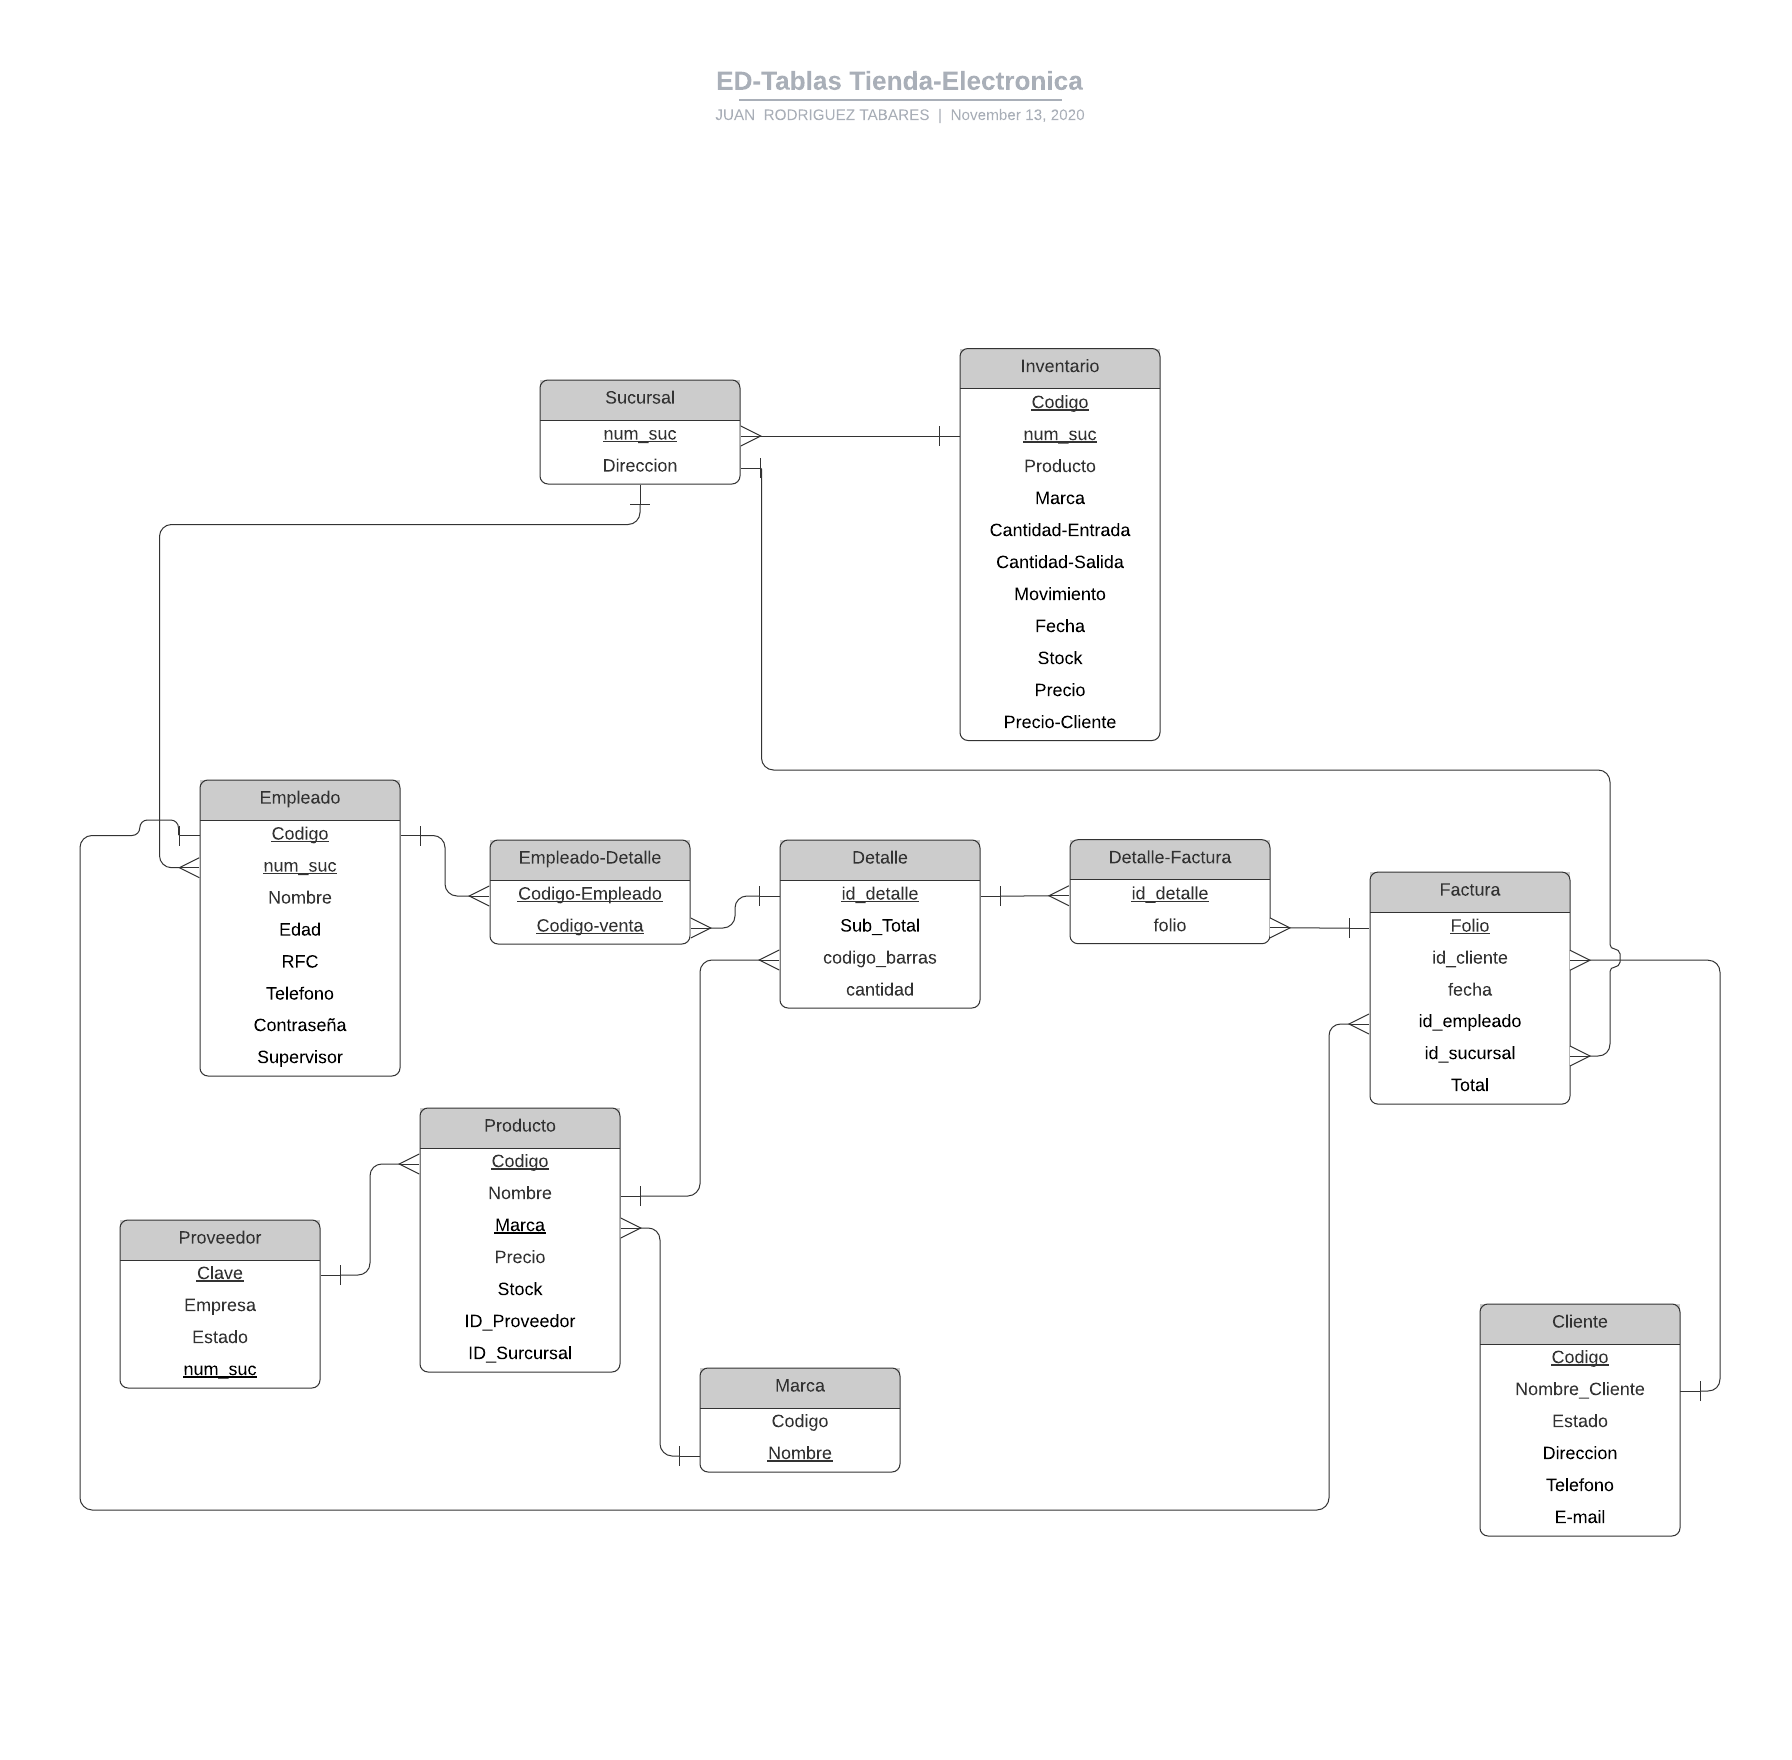 ED-Tablas Tienda-Electronica
JUAN RODRIGUEZ TABARES | November 13, 2020
Sucursal
num_suc
Direccion
Inventario
Codigo
num_suc
Producto
Marca
Cantidad-Entrada
Cantidad-Salida
Movimiento
Fecha
Stock
Precio
Precio-Cliente
Empleado
Codigo
num_suc
Nombre
Edad
RFC
Telefono
Contraseña
Supervisor
Empleado-Detalle
Codigo-Empleado
Codigo-venta
Detalle
id_detalle
Sub_Total
codigo_barras
cantidad
Detalle-Factura
id_detalle
folio
Factura
Folio
id_cliente
fecha
id_empleado
id_sucursal
Total
Producto
Codigo
Nombre
Marca
Precio
Stock
ID_Proveedor
ID_Surcursal
Proveedor
Clave
Empresa
Estado
num_suc
Marca
Codigo
Nombre
Cliente
Codigo
Nombre_Cliente
Estado
Direccion
Telefono
E-mail